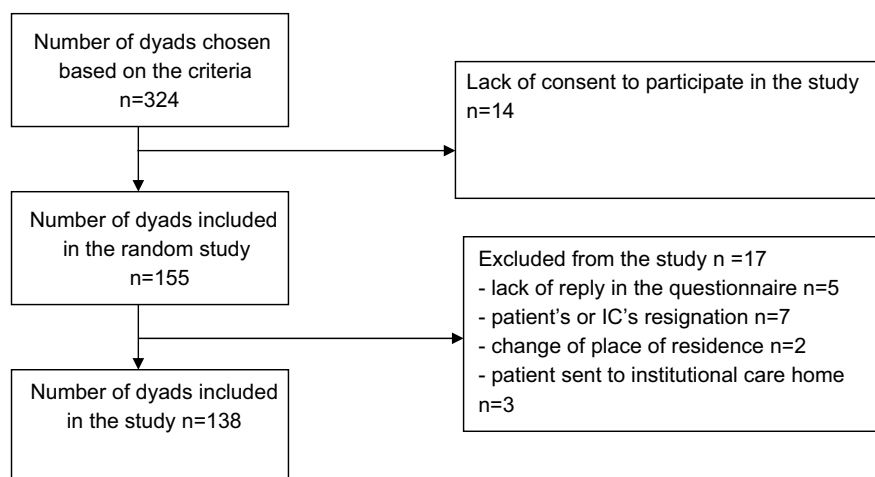 Number of dyads chosen
based on the criteria
n=324
Lack of consent to participate in the study
n=14
Number of dyads included
in the random study
n=155
Excluded from the study n =17
- lack of reply in the questionnaire n=5
- patient's or IC's resignation n=7
- change of place of residence n=2
- patient sent to institutional care home
n=3
Number of dyads included
in the study n=138